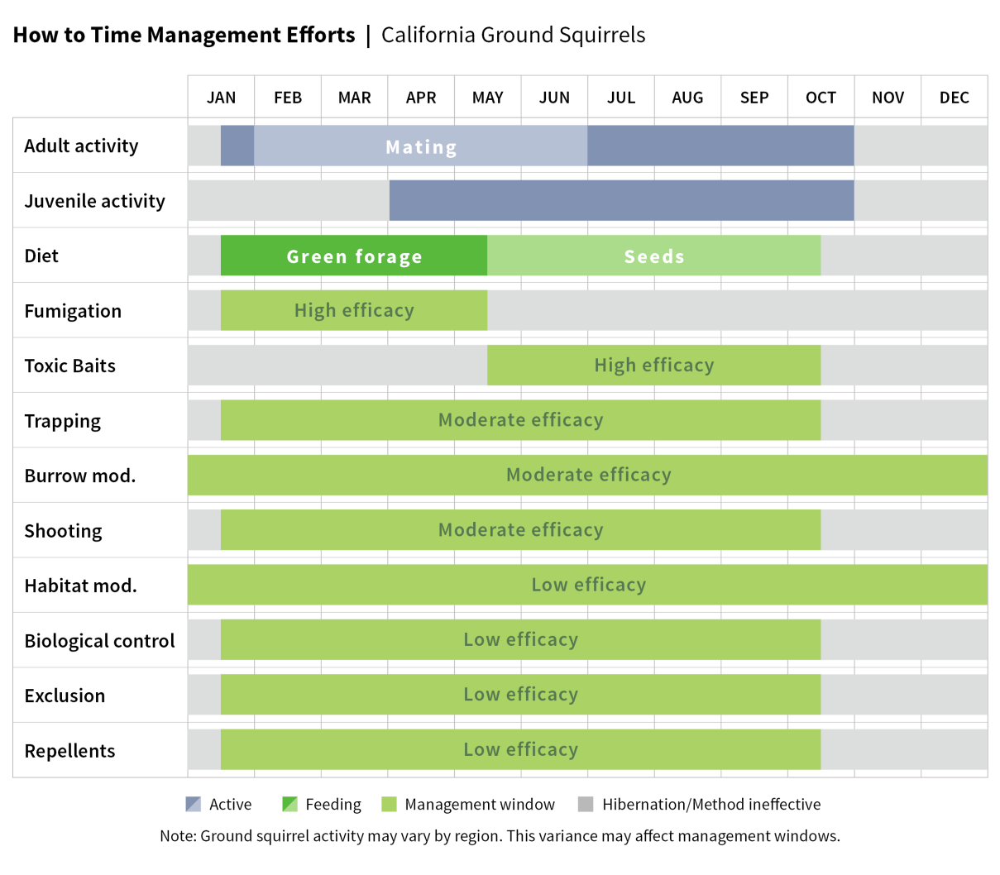 How to Time Management Efforts | California Ground Squirrels
JAN FEB MAR APR MAY JUN JUL AUG SEP OCT NOV DEC
Adult activity Mating
Juvenile activity
Diet Green forage Seeds
Fumigation High efficacy
Toxic Baits High efficacy
Trapping Moderate efficacy
Burrow mod. Moderate efficacy
Shooting Moderate efficacy
Habitat mod. Low efficacy
Biological control Low efficacy
Exclusion Low efficacy
Repellents Low efficacy
Active Feeding Management window Hibernation/Method ineffective
Note: Ground squirrel activity may vary by region. This variance may affect management windows.